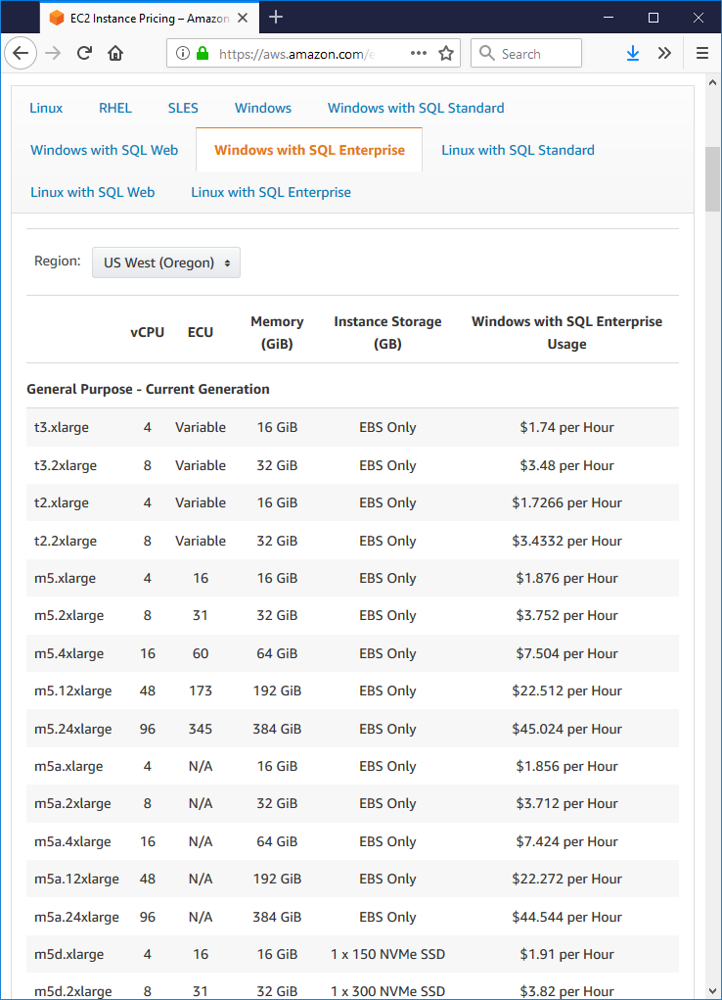 EC2 Instance Pricing – Amazon
https://aws.amazon.com/e
Search
Linux RHEL SLES Windows Windows with SQL Standard
Windows with SQL Web Windows with SQL Enterprise Linux with SQL Standard
Linux with SQL Web Linux with SQL Enterprise
Region: US West (Oregon)
vCPU ECU Memory (GiB) Instance Storage (GB) Windows with SQL Enterprise Usage
General Purpose - Current Generation
t3.xlarge 4 Variable 16 GiB EBS Only $1.74 per Hour
t3.2xlarge 8 Variable 32 GiB EBS Only $3.48 per Hour
t2.xlarge 4 Variable 16 GiB EBS Only $1.7266 per Hour
t2.2xlarge 8 Variable 32 GiB EBS Only $3.4332 per Hour
m5.xlarge 4 16 16 GiB EBS Only $1.876 per Hour
m5.2xlarge 8 31 32 GiB EBS Only $3.752 per Hour
m5.4xlarge 16 60 64 GiB EBS Only $7.504 per Hour
m5.12xlarge 48 173 192 GiB EBS Only $22.512 per Hour
m5.24xlarge 96 345 384 GiB EBS Only $45.024 per Hour
m5a.xlarge 4 N/A 16 GiB EBS Only $1.856 per Hour
m5a.2xlarge 8 N/A 32 GiB EBS Only $3.712 per Hour
m5a.4xlarge 16 N/A 64 GiB EBS Only $7.424 per Hour
m5a.12xlarge 48 N/A 192 GiB EBS Only $22.272 per Hour
m5a.24xlarge 96 N/A 384 GiB EBS Only $44.544 per Hour
m5d.xlarge 4 16 16 GiB 1 x 150 NVMe SSD $1.91 per Hour
m5d.2xlarge 8 31 32 GiB 1 x 300 NVMe SSD $3.82 per Hour